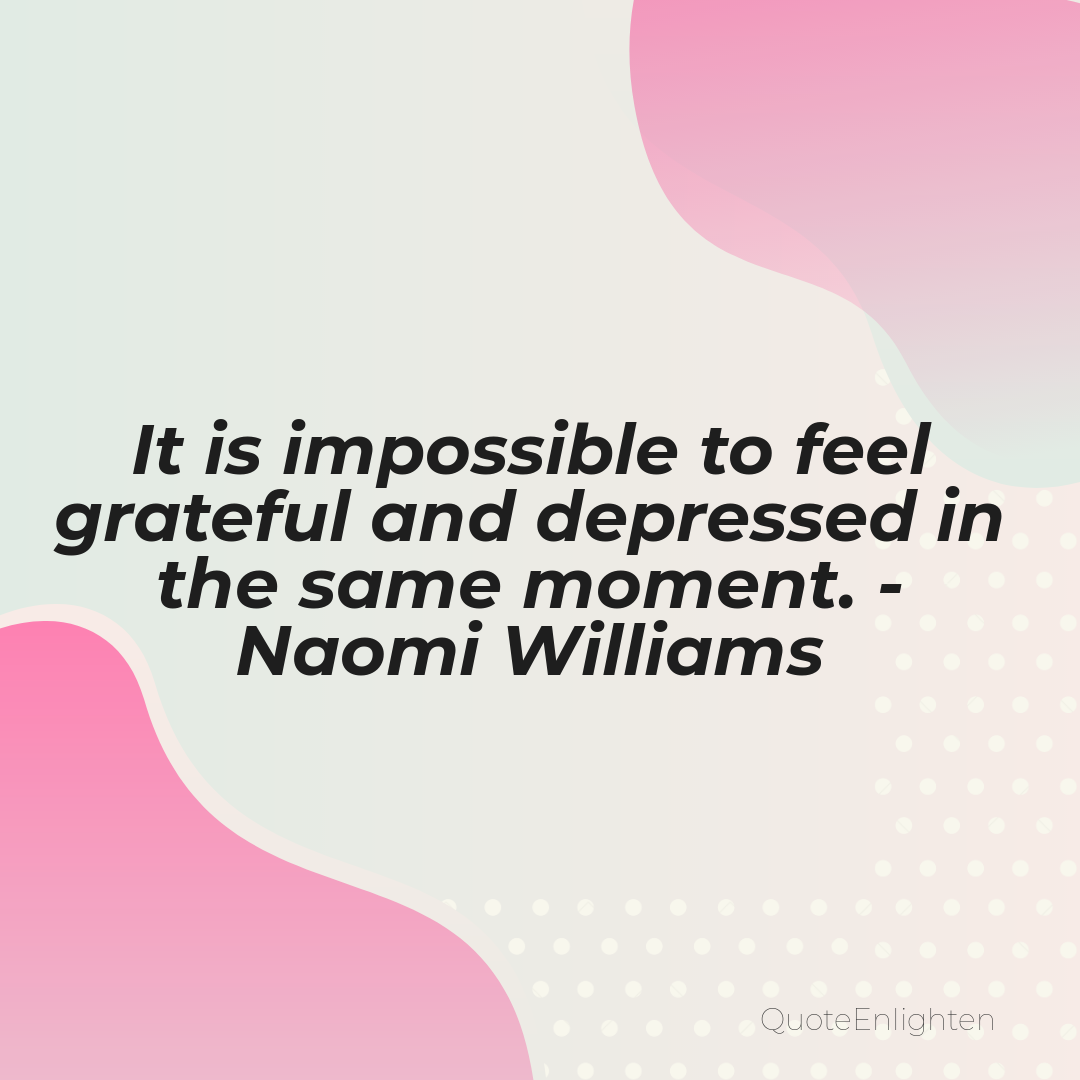 It is impossible to feel
grateful and depressed in
the same moment. -
Naomi Williams
QuoteEnlighten